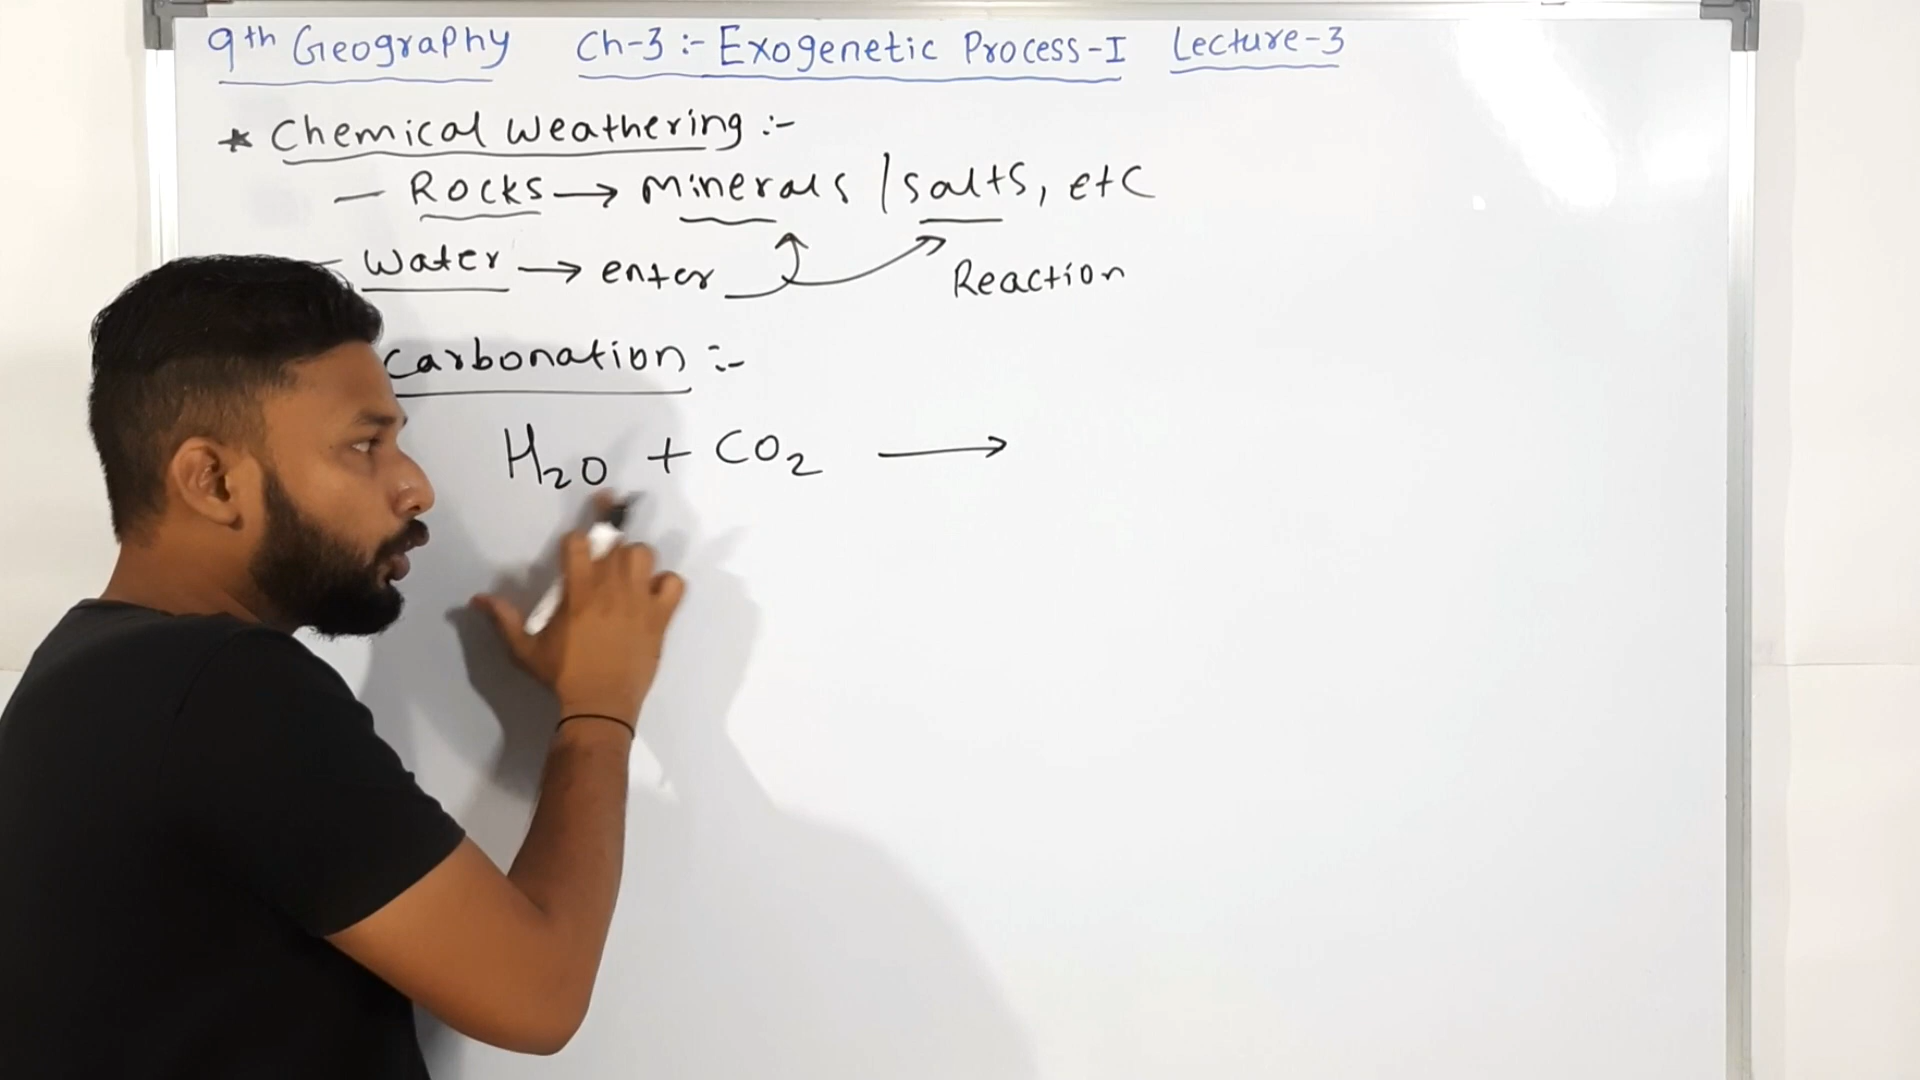 9th Geography Ch-3:- Exogenetic Process-I Lecture-3
* Chemical weathering :-
— Rocks → minerals / salts, etc
— Water → enter Reaction
carbonation :-
H₂O + CO₂ →